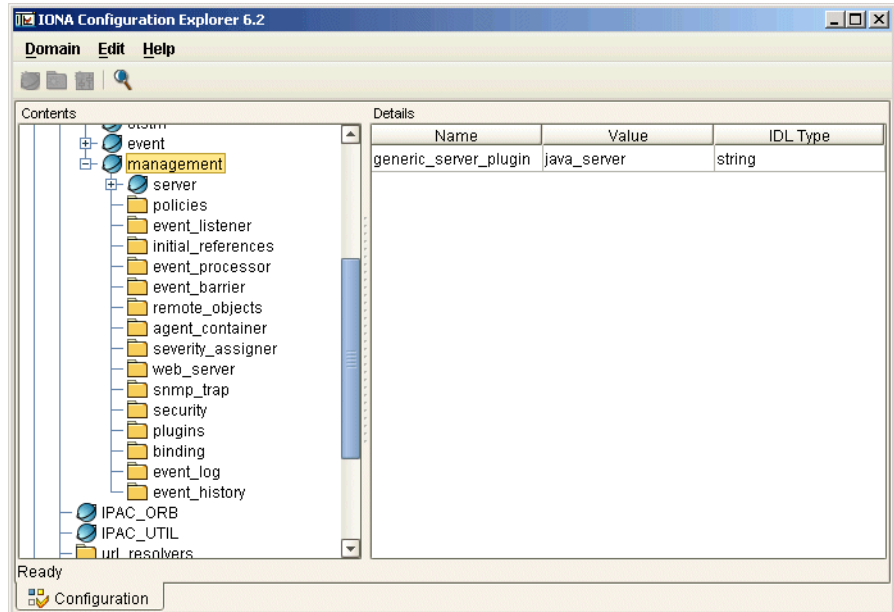 IONA Configuration Explorer 6.2
Domain Edit Help
Contents
event
management
server
policies
event_listener
initial_references
event_processor
event_barrier
remote_objects
agent_container
severity_assigner
web_server
snmp_trap
security
plugins
binding
event_log
event_history
IPAC_ORB
IPAC_UTIL
url_resolvers
Details
Name Value IDL Type
generic_server_plugin java_server string
Ready
Configuration